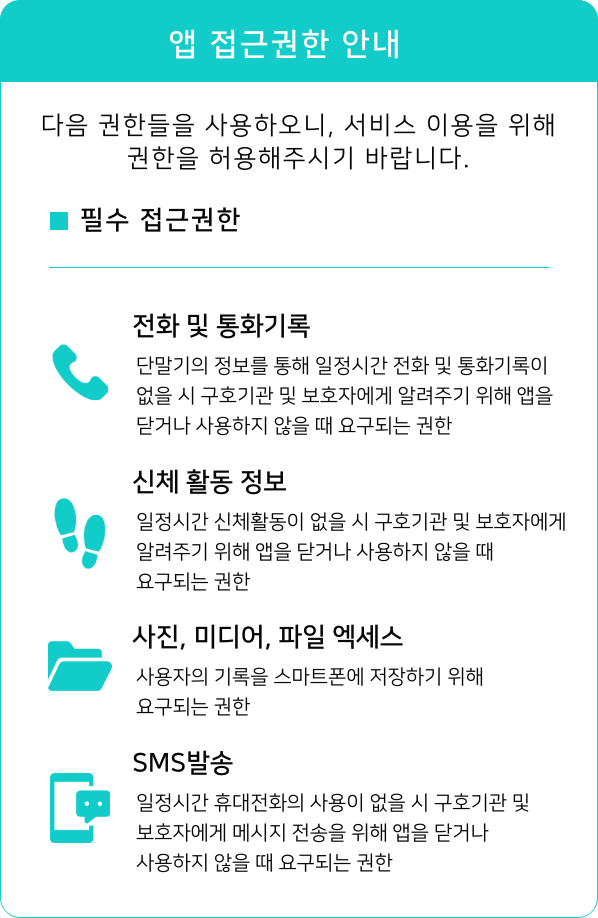 앱 접근권한 안내
다음 권한들을 사용하오니, 서비스 이용을 위해
권한을 허용해주시기 바랍니다.
필수 접근권한
전화 및 통화기록
단말기의 정보를 통해 일정시간 전화 및 통화기록이
없을 시 구호기관 및 보호자에게 알려주기 위해 앱을
닫거나 사용하지 않을 때 요구되는 권한
신체 활동 정보
일정시간 신체활동이 없을 시 구호기관 및 보호자에게
알려주기 위해 앱을 닫거나 사용하지 않을 때
요구되는 권한
사진, 미디어, 파일 엑세스
사용자의 기록을 스마트폰에 저장하기 위해
요구되는 권한
SMS발송
일정시간 휴대전화의 사용이 없을 시 구호기관 및
보호자에게 메시지 전송을 위해 앱을 닫거나
사용하지 않을 때 요구되는 권한